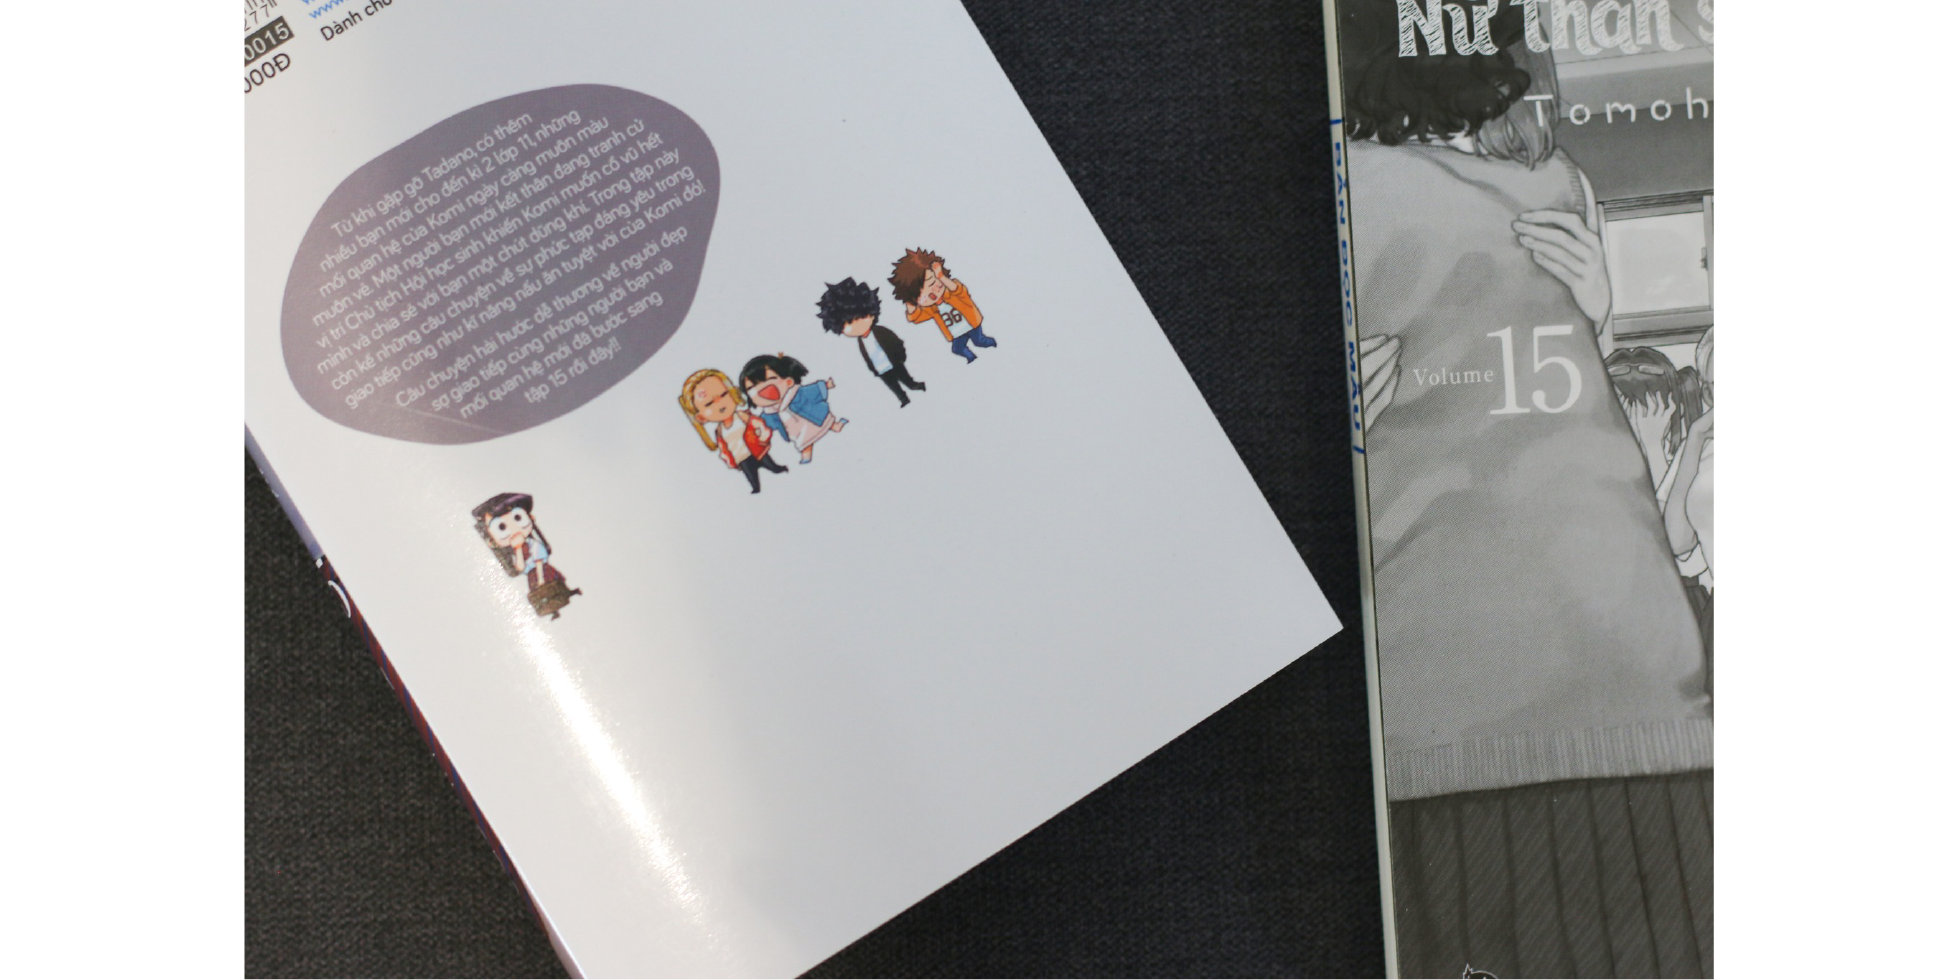 0015
000Đ
Dành cho
Từ khi gặp gỡ Tadano, có thêm
nhiều bạn mới cho đến kì 2 lớp 11, những
mối quan hệ của Komi ngày càng muôn màu
muôn vẻ. Một người bạn mới kết thân đang tranh cử
vị trí Chủ tịch Hội học sinh khiến Komi muốn cổ vũ hết
mình và chia sẻ với bạn một chút dũng khí. Trong tập này
còn kể những câu chuyện về sự phức tạp đáng yêu trong
giao tiếp cũng như kĩ năng nấu ăn tuyệt vời của Komi đó!
Câu chuyện hài hước dễ thương về người đẹp
sợ giao tiếp cùng những người bạn và
mối quan hệ mới đã bước sang
tập 15 rồi đây!!
36
Nữ thần s
Tomoh
BẢN ĐỌC MẪU
Volume 15